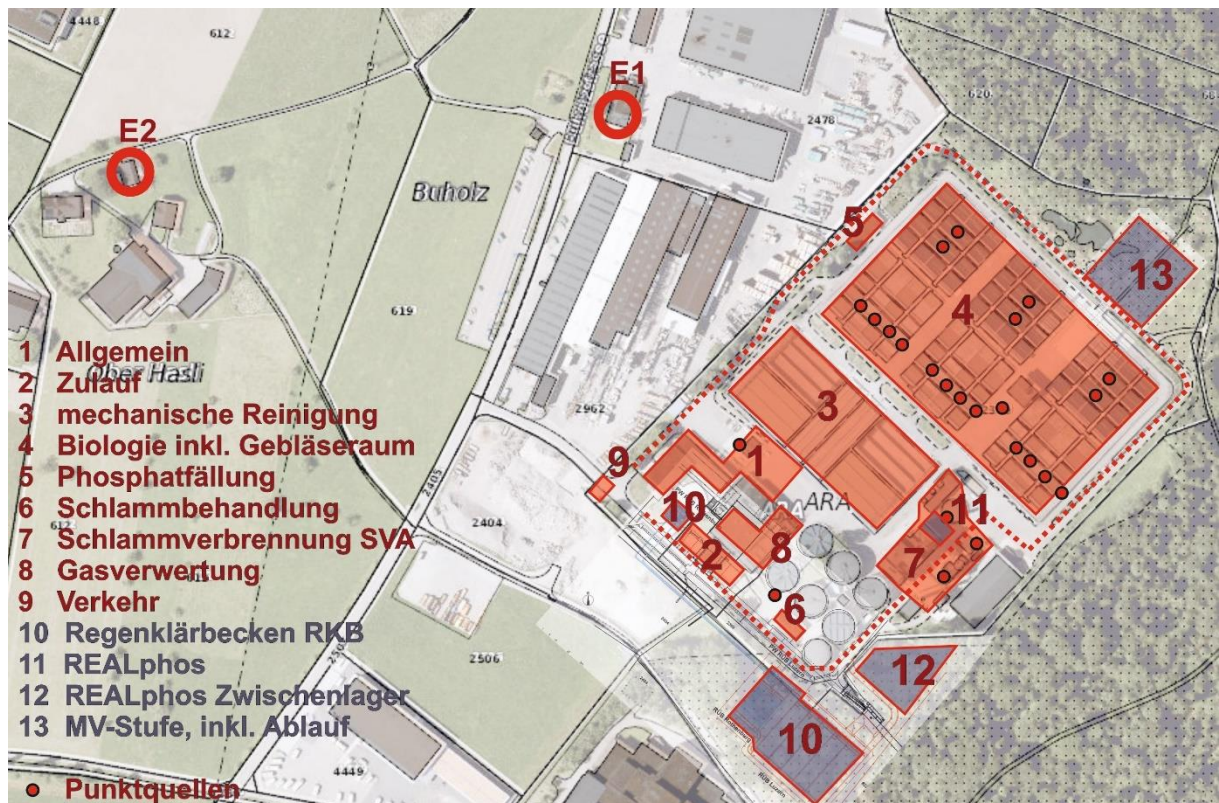 4448
612
E1
E2
2478
620
Buholz
5
13
4
619
1 Allgemein
2 Zulauf
Ober Hasli
3 mechanische Reinigung
4 Biologie inkl. Gebläseraum
5 Phosphatfällung
6 Schlammbehandlung
7 Schlammverbrennung SVA
8 Gasverwertung
9 Verkehr
10 Regenklärbecken RKB
11 REALphos
12 REALphos Zwischenlager
13 MV-Stufe, inkl. Ablauf
Punktquellen
3
2962
9
1
2405
ARA
11
10
612
2404
2
8
7
6
2506
12
10
RÜB Luzern
4449